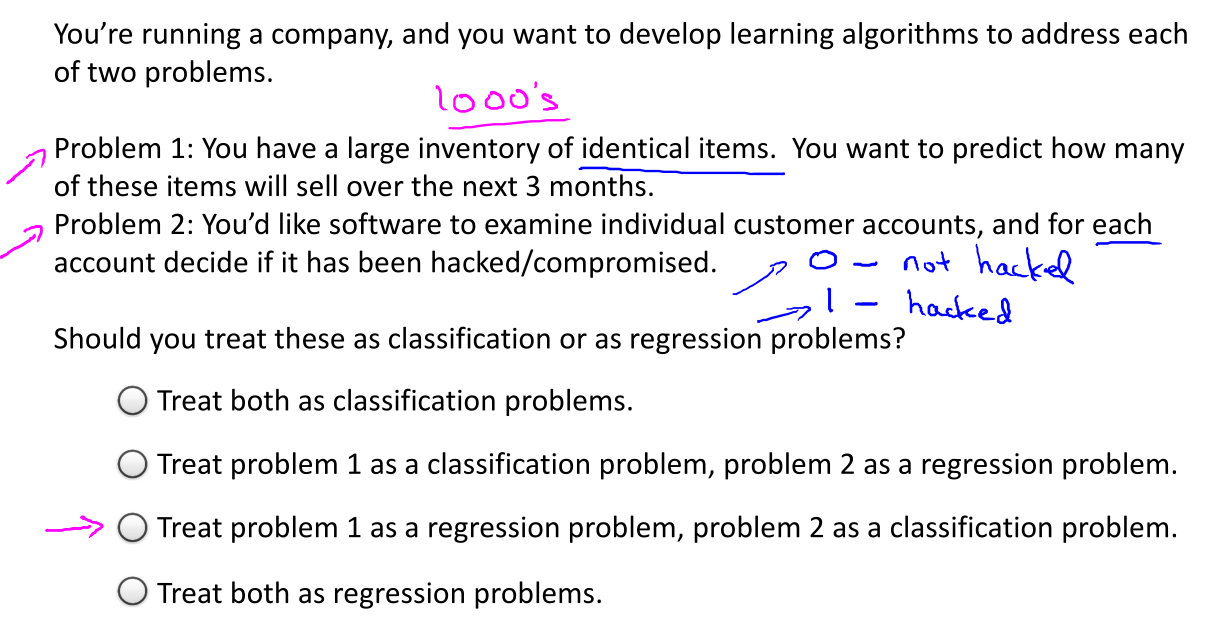 You’re running a company, and you want to develop learning algorithms to address each
of two problems.
1000's
Problem 1: You have a large inventory of identical items. You want to predict how many
of these items will sell over the next 3 months.
Problem 2: You’d like software to examine individual customer accounts, and for each
account decide if it has been hacked/compromised.
0 – not hacked
1 – hacked
Should you treat these as classification or as regression problems?
Treat both as classification problems.
Treat problem 1 as a classification problem, problem 2 as a regression problem.
Treat problem 1 as a regression problem, problem 2 as a classification problem.
Treat both as regression problems.